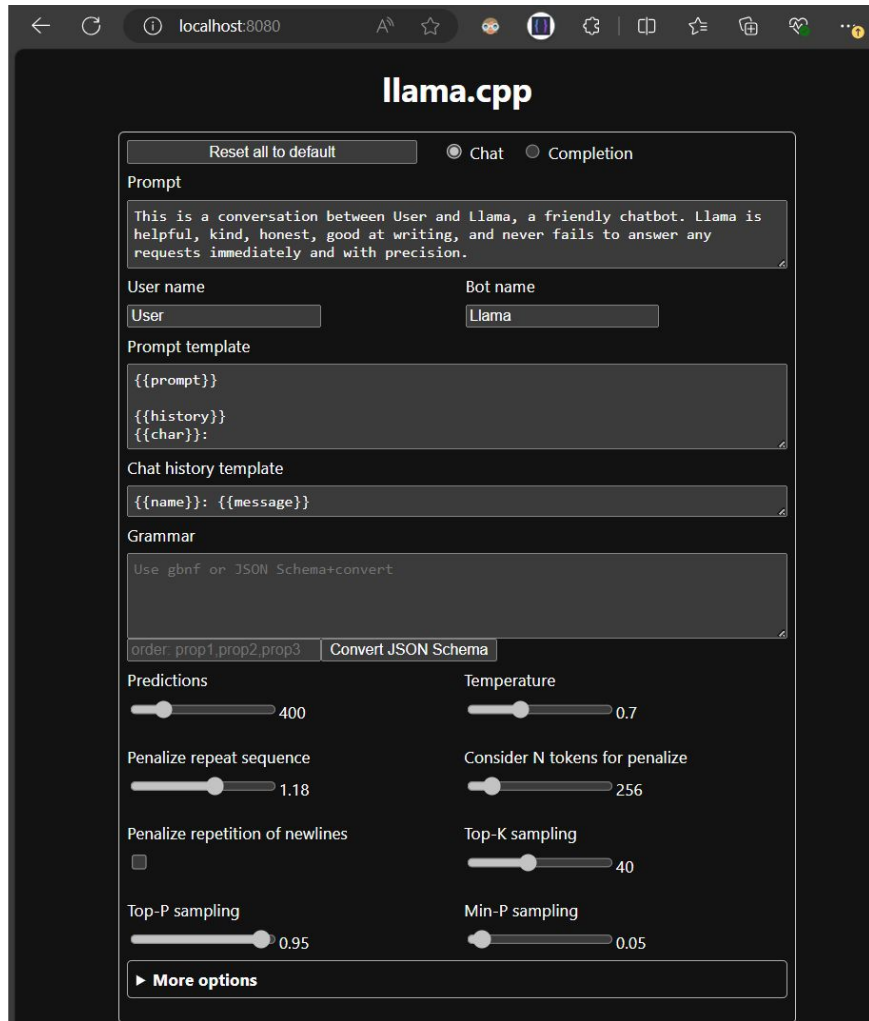 localhost:8080
llama.cpp
Reset all to default Chat Completion
Prompt
This is a conversation between User and Llama, a friendly chatbot. Llama is
helpful, kind, honest, good at writing, and never fails to answer any
requests immediately and with precision.
User name Bot name
User Llama
Prompt template
{{prompt}}
{{history}}
{{char}}:
Chat history template
{{name}}: {{message}}
Grammar
Use gbnf or JSON Schema+convert
order: prop1,prop2,prop3 Convert JSON Schema
Predictions Temperature
400 0.7
Penalize repeat sequence Consider N tokens for penalize
1.18 256
Penalize repetition of newlines Top-K sampling
40
Top-P sampling Min-P sampling
0.95 0.05
More options